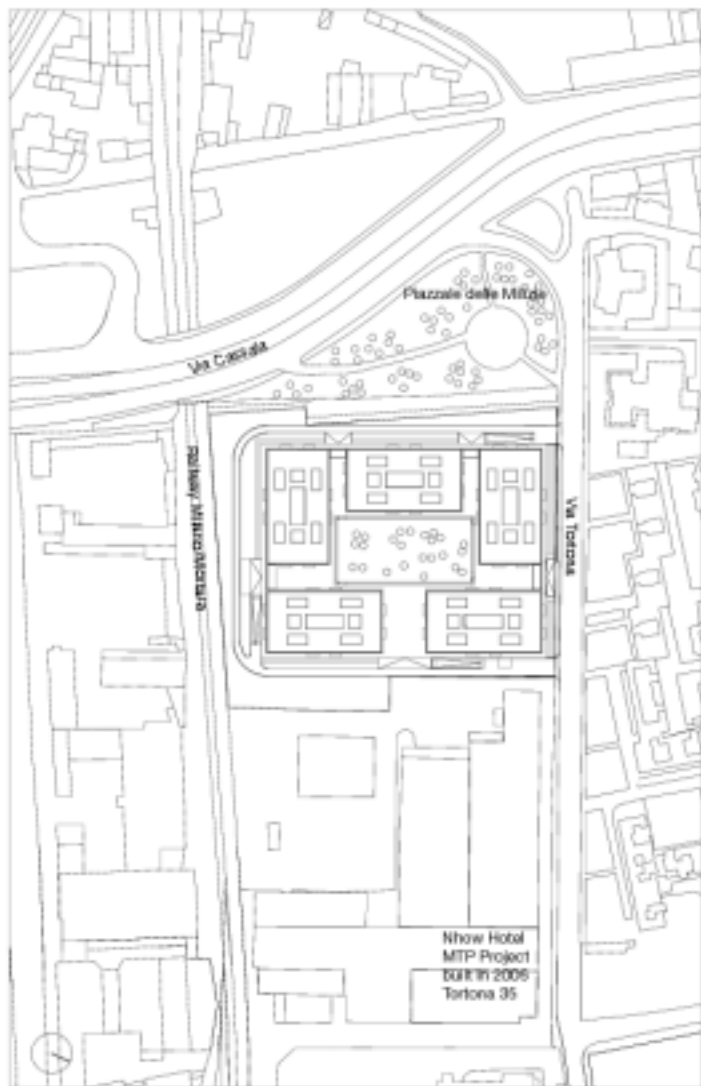 Piazzale delle Milizie
Via Cassala
Railway Milano/Mortara
Via Tortona
Nhow Hotel
MTP Project
built in 2006
Tortona 35